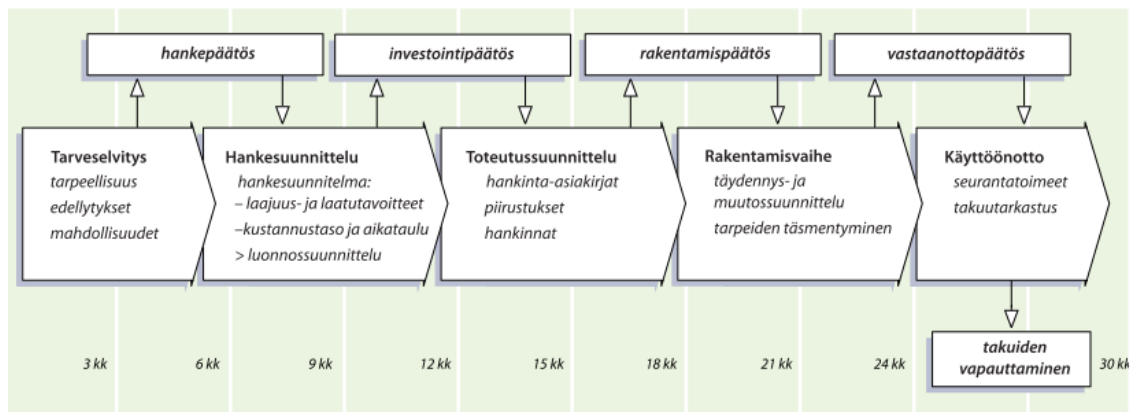 hankepäätös
investointipäätös
rakentamispäätös
vastaanottopäätös
Tarveselvitys
tarpeellisuus
edellytykset
mahdollisuudet
Hankesuunnittelu
hankesuunnitelma:
– laajuus- ja laatutavoitteet
–kustannustaso ja aikataulu
> luonnossuunnittelu
Toteutussuunnittelu
hankinta-asiakirjat
piirustukset
hankinnat
Rakentamisvaihe
täydennys- ja
muutossuunnittelu
tarpeiden täsmentyminen
Käyttöönotto
seurantatoimeet
takuutarkastus
takuiden
vapauttaminen
3 kk
6 kk
9 kk
12 kk
15 kk
18 kk
21 kk
24 kk
30 kk